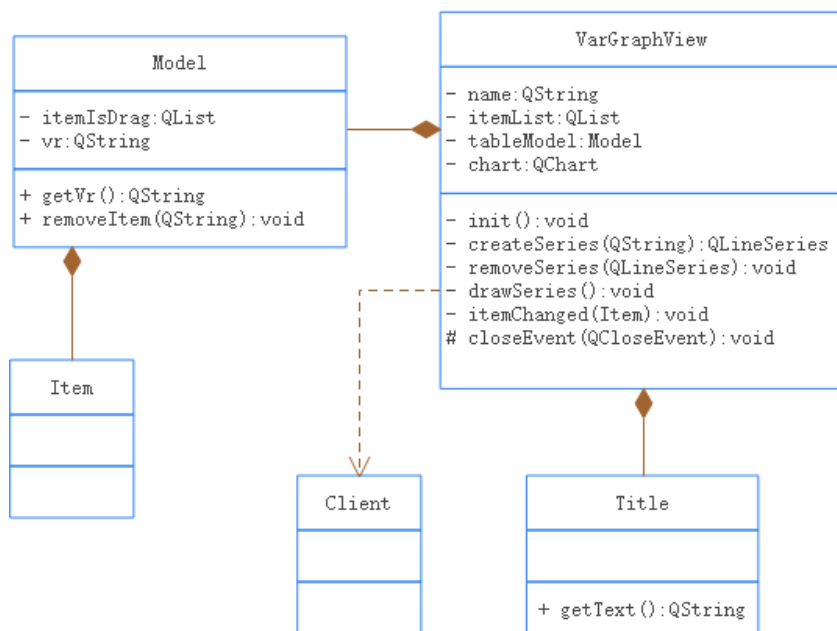 Model
- itemIsDrag:QList
- vr:QString
+ getVr():QString
+ removeItem(QString):void
VarGraphView
- name:QString
- itemList:QList
- tableModel:Model
- chart:QChart
- init():void
- createSeries(QString):QLineSeries
- removeSeries(QLineSeries):void
- drawSeries():void
- itemChanged(Item):void
# closeEvent(QCloseEvent):void
Item
Client
Title
+ getText():QString